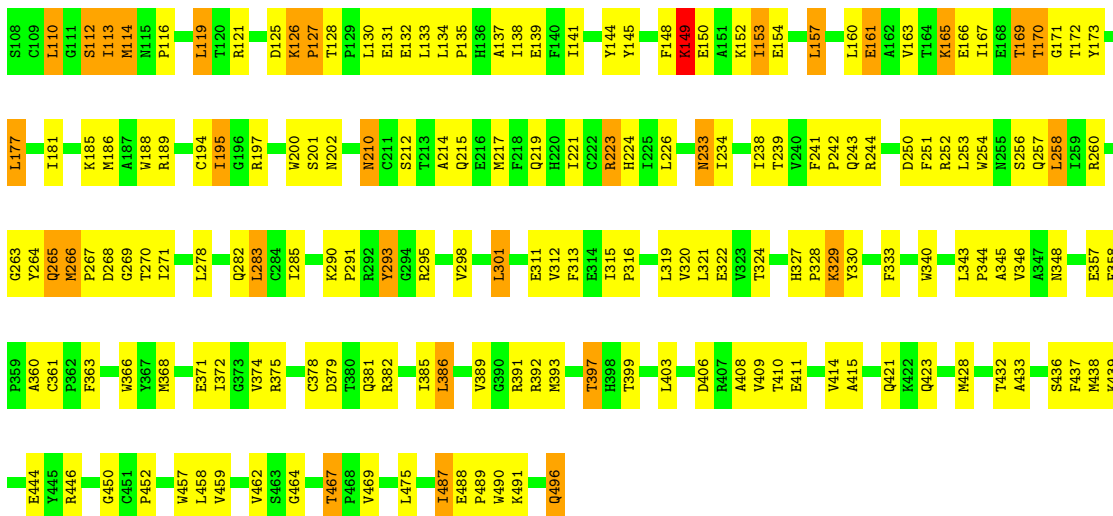 S108 C109 L110 G111 S112 I113 M114 N115 P116 L119 T120 R121 D125 K126 P127 T128 P129 L130 E131 E132 L133 L134 P135 H136 A137 I138 E139 F140 I141 Y144 Y145 F148 K149 E150 A151 K152 I153 E154 L157 L160 E161 A162 V163 T164 K165 E166 I167 E168 T169 T170 G171 T172 Y173
L177 I181 K185 M186 A187 W188 R189 C194 I195 G196 R197 W200 S201 N202 N210 C211 S212 T213 A214 Q215 E216 M217 F218 Q219 H220 I221 C222 R223 H224 I225 L226 N233 I234 I238 T239 V240 F241 P242 Q243 R244 D250 F251 R252 L253 W254 N255 S256 Q257 L258 I259 R260
G263 Y264 Q265 M266 P267 D268 G269 T270 I271 L278 Q282 L283 C284 I285 K290 P291 R292 Y293 G294 R295 V298 L301 E311 V312 F313 E314 I315 P316 L319 V320 L321 E322 V323 T324 H327 P328 K329 Y330 F333 W340 L343 P344 A345 V346 A347 N348 E357 F358
P359 A360 C361 P362 F363 W366 Y367 M368 E371 I372 G373 V374 R375 C378 D379 T380 Q381 R382 I385 L386 V389 G390 R391 R392 M393 T397 H398 T399 L403 D406 R407 A408 V409 T410 E411 V414 A415 Q421 K422 Q423 M428 T432 A433 S436 F437 N438 K439
E444 Y445 R446 G450 C451 P452 W457 L458 V459 V462 S463 G464 T467 P468 V469 L475 I487 E488 P489 W490 K491 Q496